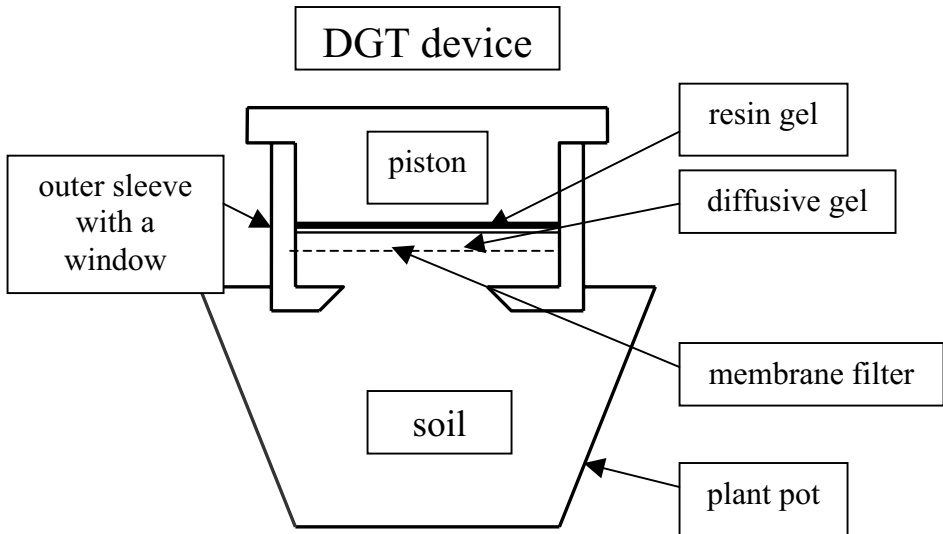 DGT device
resin gel
piston
outer sleeve
with a
window
diffusive gel
membrane filter
soil
plant pot